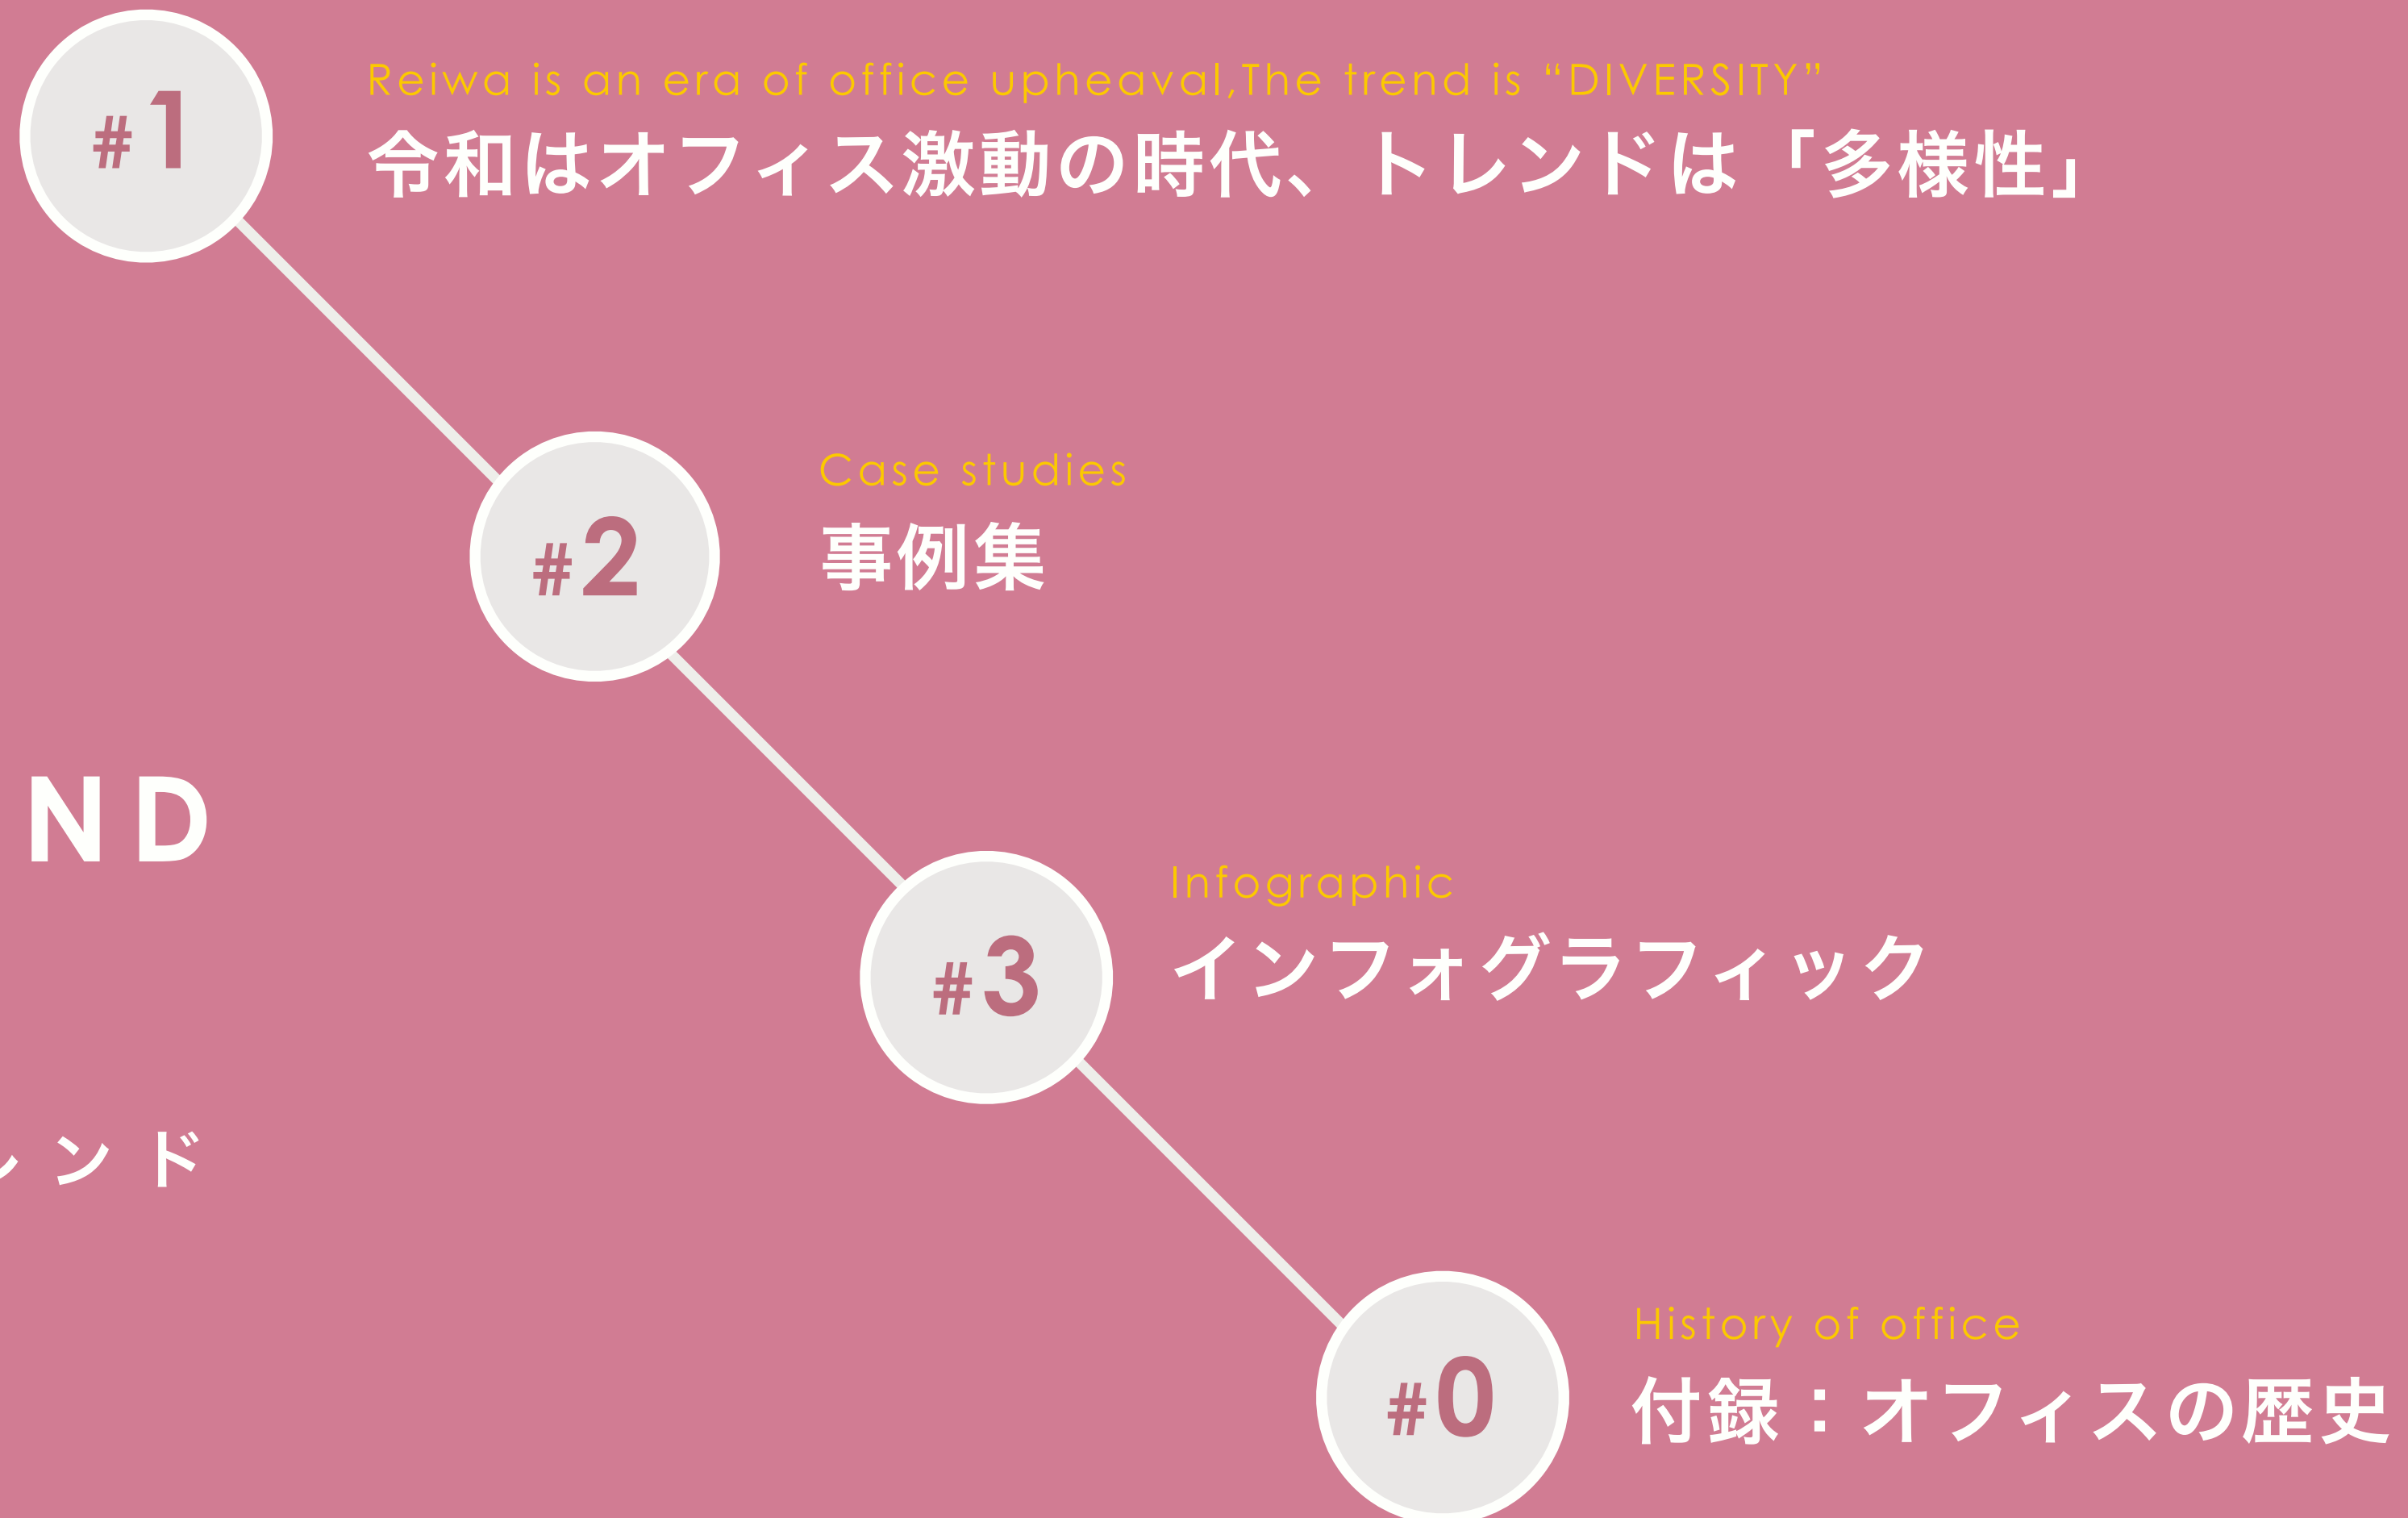 #1
Reiwa is an era of office upheaval,The trend is “DIVERSITY”
令和はオフィス激動の時代、トレンドは「多様性」
#2
Case studies
事例集
ND
#3
Infographic
インフォグラフィック
ンド
#0
History of office
付録：オフィスの歴史